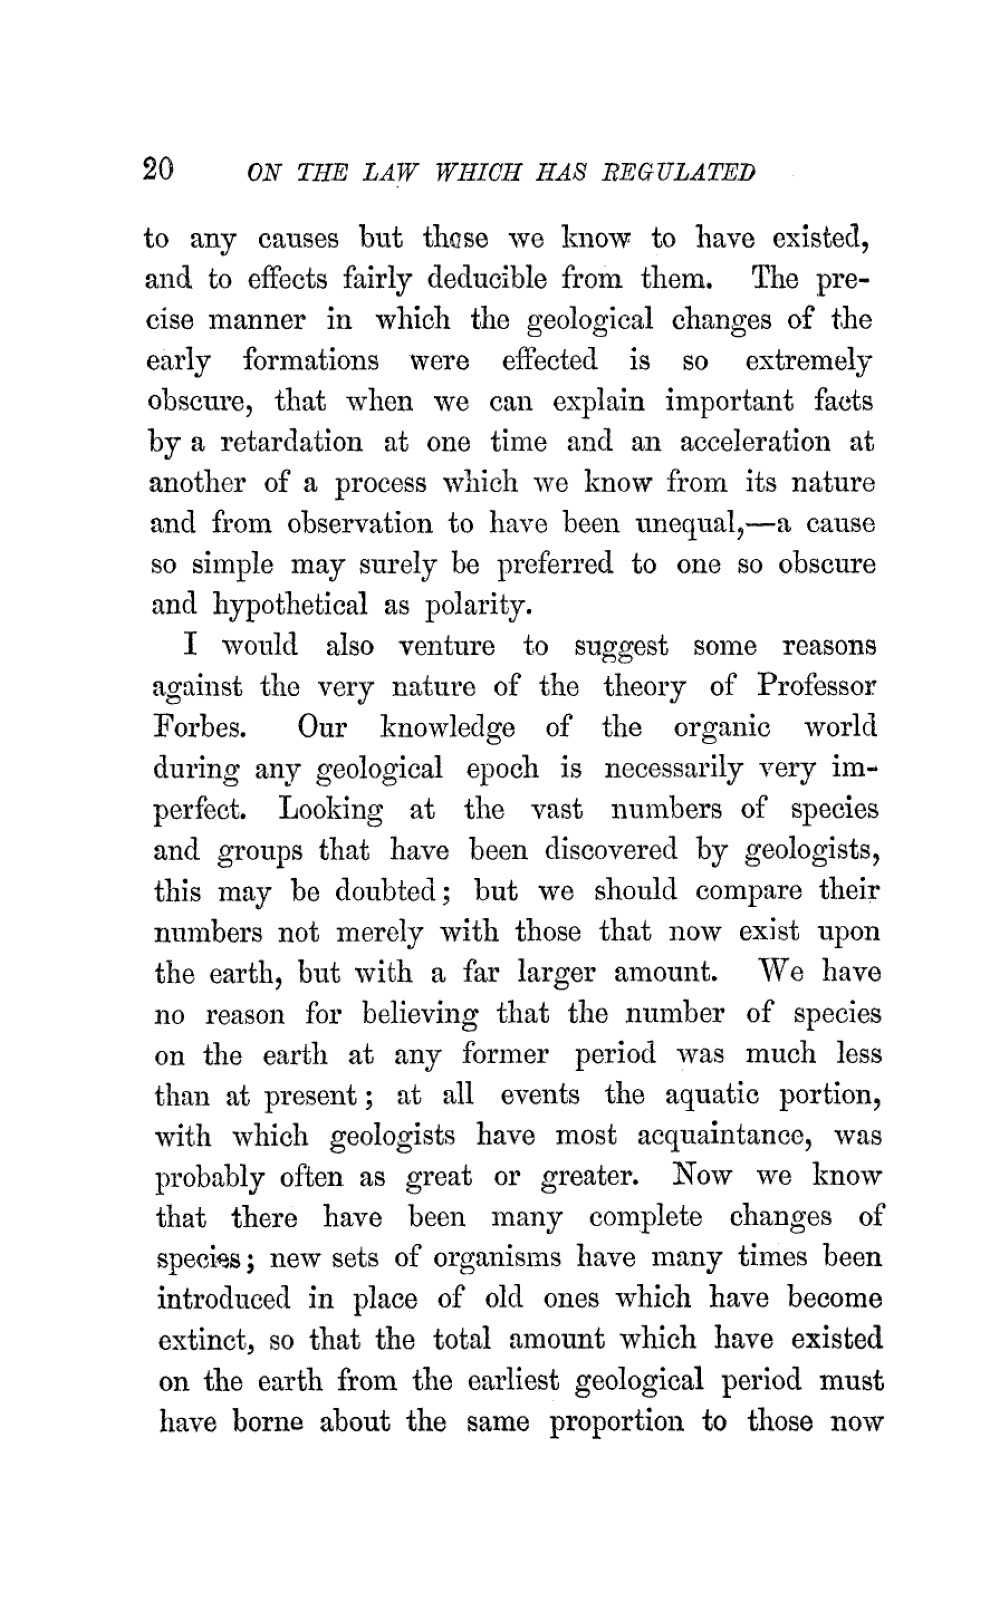 20 ON THE LAW WHICH HAS REGULATED
to any causes but those we know to have existed,
and to effects fairly deducible from them. The pre-
cise manner in which the geological changes of the
early formations were effected is so extremely
obscure, that when we can explain important facts
by a retardation at one time and an acceleration at
another of a process which we know from its nature
and from observation to have been unequal,—a cause
so simple may surely be preferred to one so obscure
and hypothetical as polarity.
I would also venture to suggest some reasons
against the very nature of the theory of Professor
Forbes. Our knowledge of the organic world
during any geological epoch is necessarily very im-
perfect. Looking at the vast numbers of species
and groups that have been discovered by geologists,
this may be doubted; but we should compare their
numbers not merely with those that now exist upon
the earth, but with a far larger amount. We have
no reason for believing that the number of species
on the earth at any former period was much less
than at present; at all events the aquatic portion,
with which geologists have most acquaintance, was
probably often as great or greater. Now we know
that there have been many complete changes of
species; new sets of organisms have many times been
introduced in place of old ones which have become
extinct, so that the total amount which have existed
on the earth from the earliest geological period must
have borne about the same proportion to those now